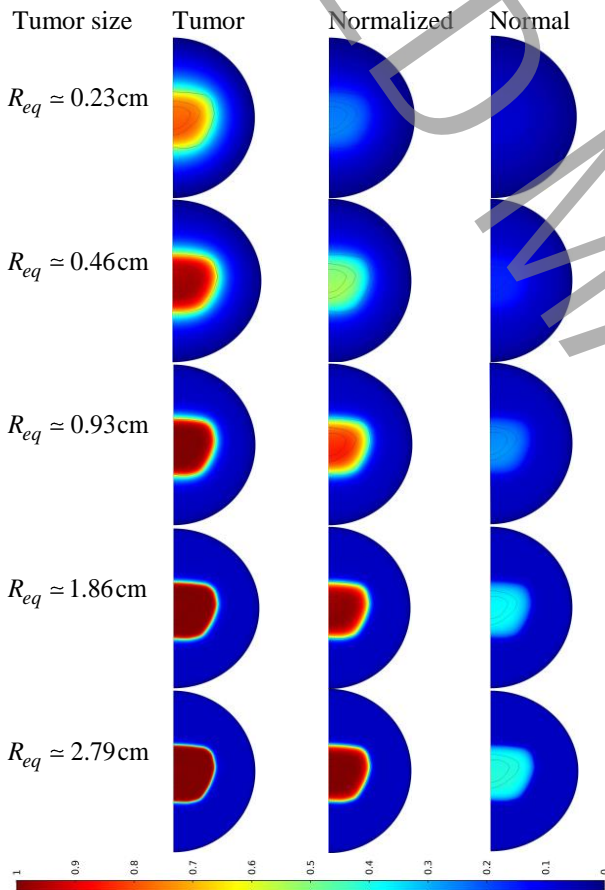 Tumor size Tumor Normalized Normal
R_eq ≃ 0.23cm
R_eq ≃ 0.46cm
R_eq ≃ 0.93cm
R_eq ≃ 1.86cm
R_eq ≃ 2.79cm
1 0.9 0.8 0.7 0.6 0.5 0.4 0.3 0.2 0.1 0